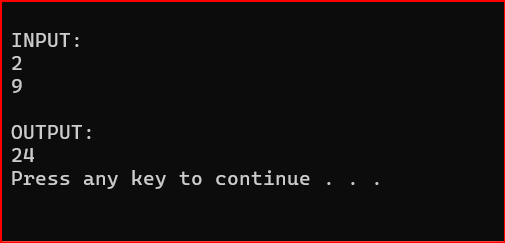 INPUT:
2
9
OUTPUT:
24
Press any key to continue . . .